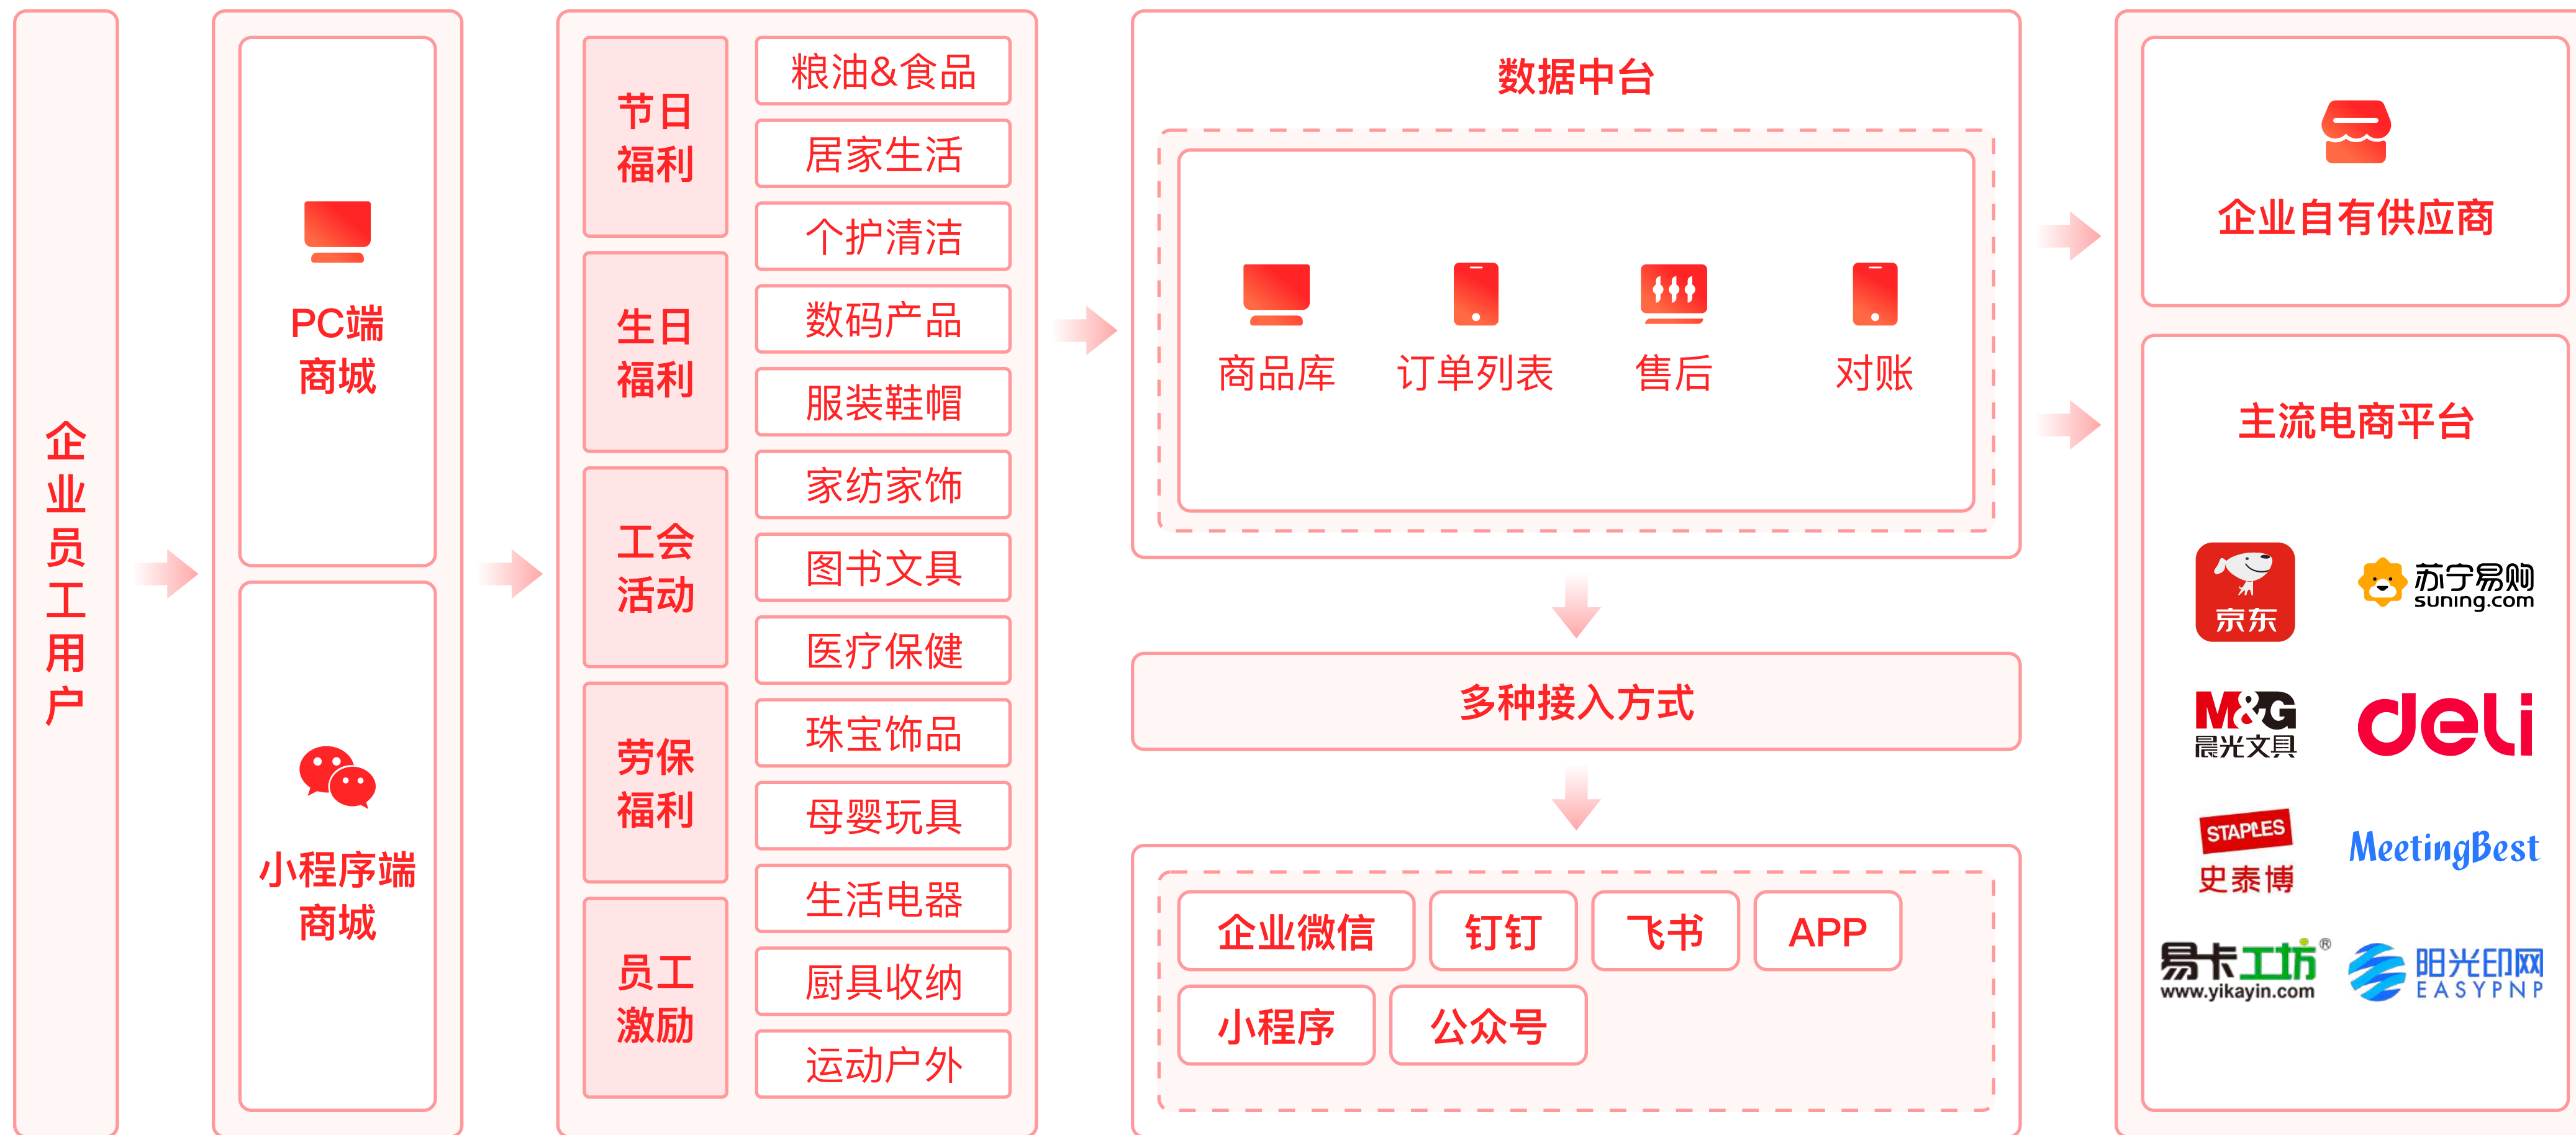 企
业
员
工
用
户
PC端
商城
小程序端
商城
节日
福利
生日
福利
工会
活动
劳保
福利
员工
激励
粮油&食品
居家生活
个护清洁
数码产品
服装鞋帽
家纺家饰
图书文具
医疗保健
珠宝饰品
母婴玩具
生活电器
厨具收纳
运动户外
数据中台
商品库
订单列表
售后
对账
多种接入方式
企业微信
钉钉
飞书
APP
小程序
公众号
企业自有供应商
主流电商平台
京东
苏宁易购
suning.com
M&G
晨光文具
deli
STAPLES
史泰博
MeetingBest
易卡工坊®
www.yikayin.com
阳光印网
EASYPNP